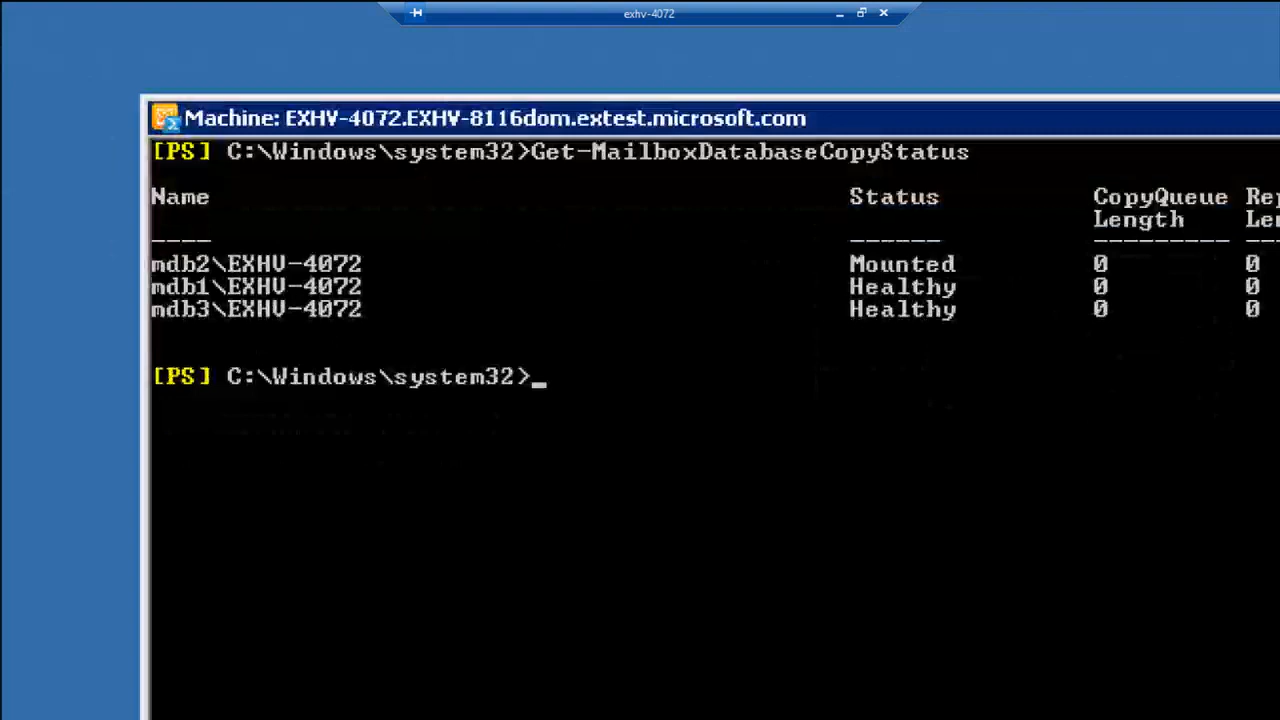 exhv-4072
Machine: EXHV-4072.EXHV-8116dom.extest.microsoft.com
[PS] C:\Windows\system32>Get-MailboxDatabaseCopyStatus
Name Status CopyQueue Rep
Length Len
---- ------ --------- ---
mdb2\EXHV-4072 Mounted 0 0
mdb1\EXHV-4072 Healthy 0 0
mdb3\EXHV-4072 Healthy 0 0
[PS] C:\Windows\system32>_